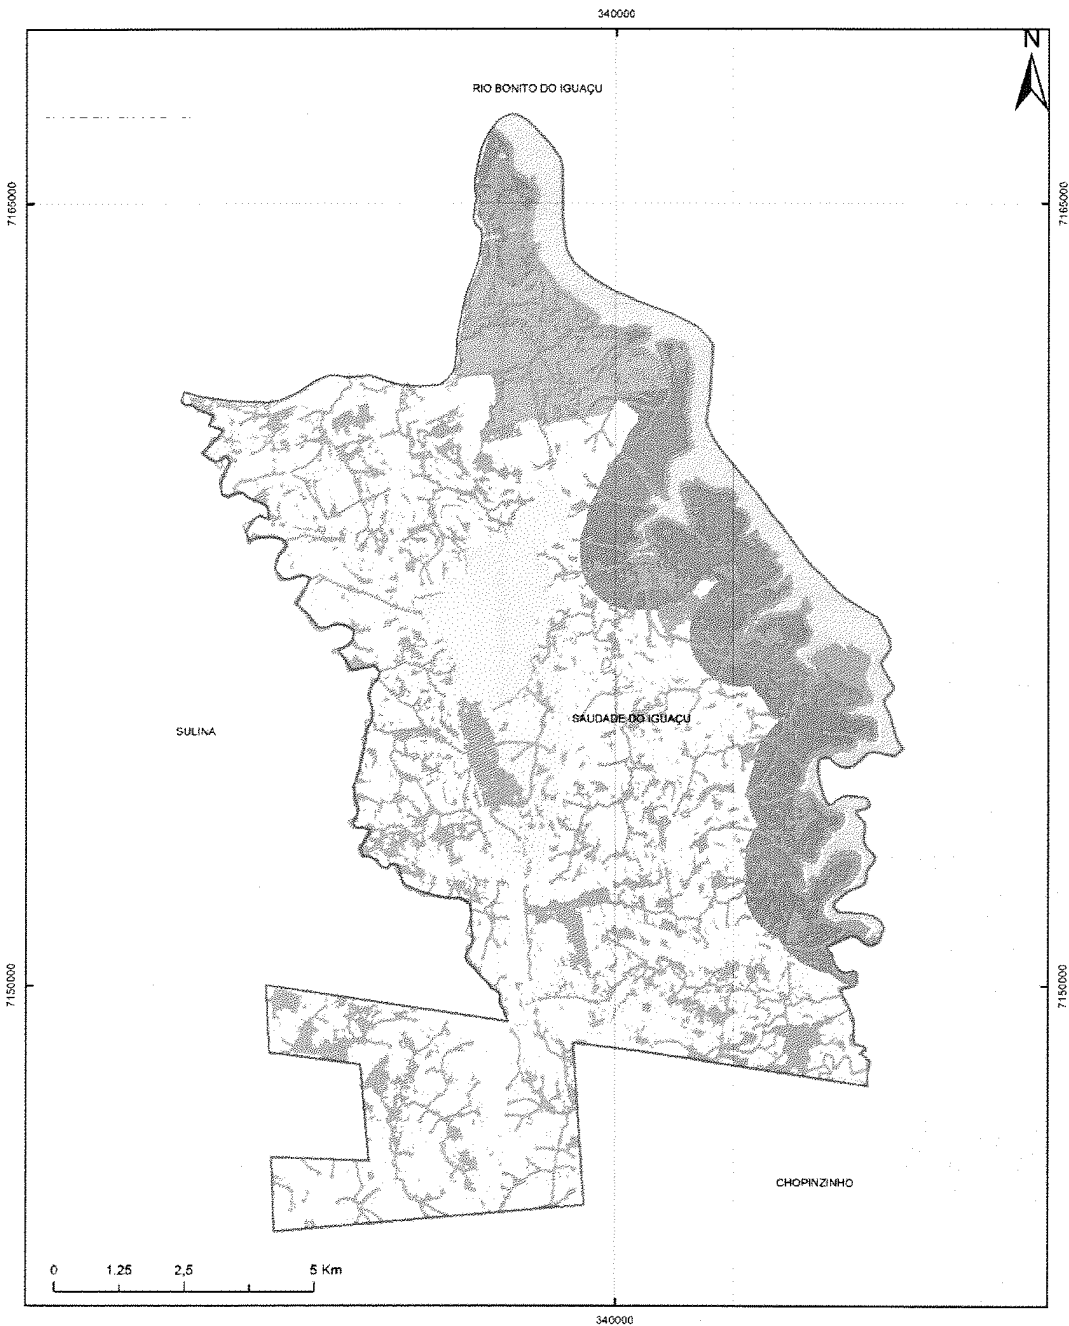 340000
N
RIO BONITO DO IGUAÇU
7165000
7165000
SAUDADE DO IGUAÇU
SULINA
7150000
7150000
CHOPINZINHO
0 1.25 2,5 5 Km
340000